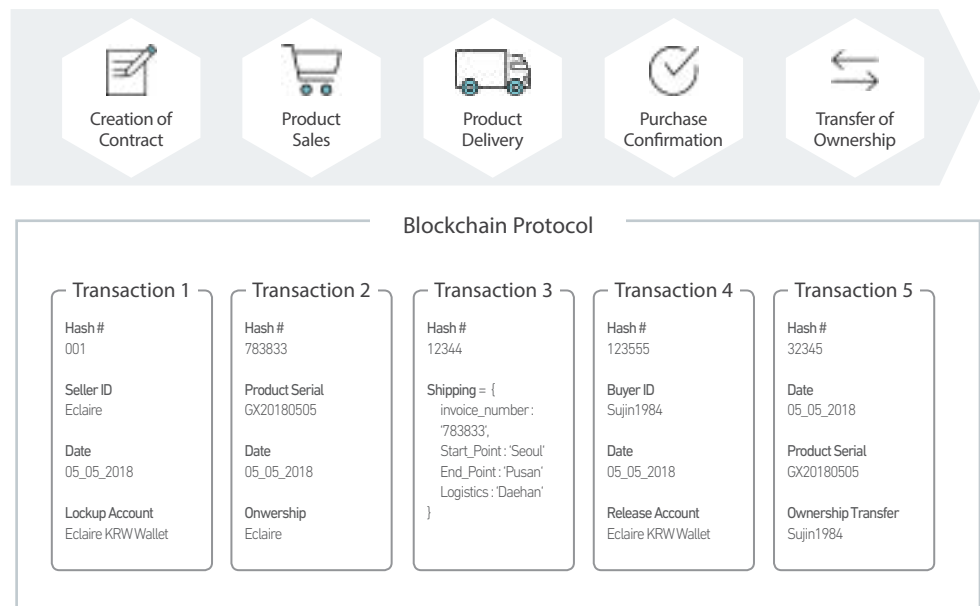 Creation of
Contract
Product
Sales
Product
Delivery
Purchase
Confirmation
Transfer of
Ownership
Blockchain Protocol
Transaction 1
Hash #
001
Seller ID
Eclaire
Date
05_05_2018
Lockup Account
Eclaire KRW Wallet
Transaction 2
Hash #
783833
Product Serial
GX20180505
Date
05_05_2018
Onwership
Eclaire
Transaction 3
Hash #
12344
Shipping = {
invoice_number :
'783833',
Start_Point : 'Seoul'
End_Point : 'Pusan'
Logistics : 'Daehan'
}
Transaction 4
Hash #
123555
Buyer ID
Sujin1984
Date
05_05_2018
Release Account
Eclaire KRW Wallet
Transaction 5
Hash #
32345
Date
05_05_2018
Product Serial
GX20180505
Ownership Transfer
Sujin1984